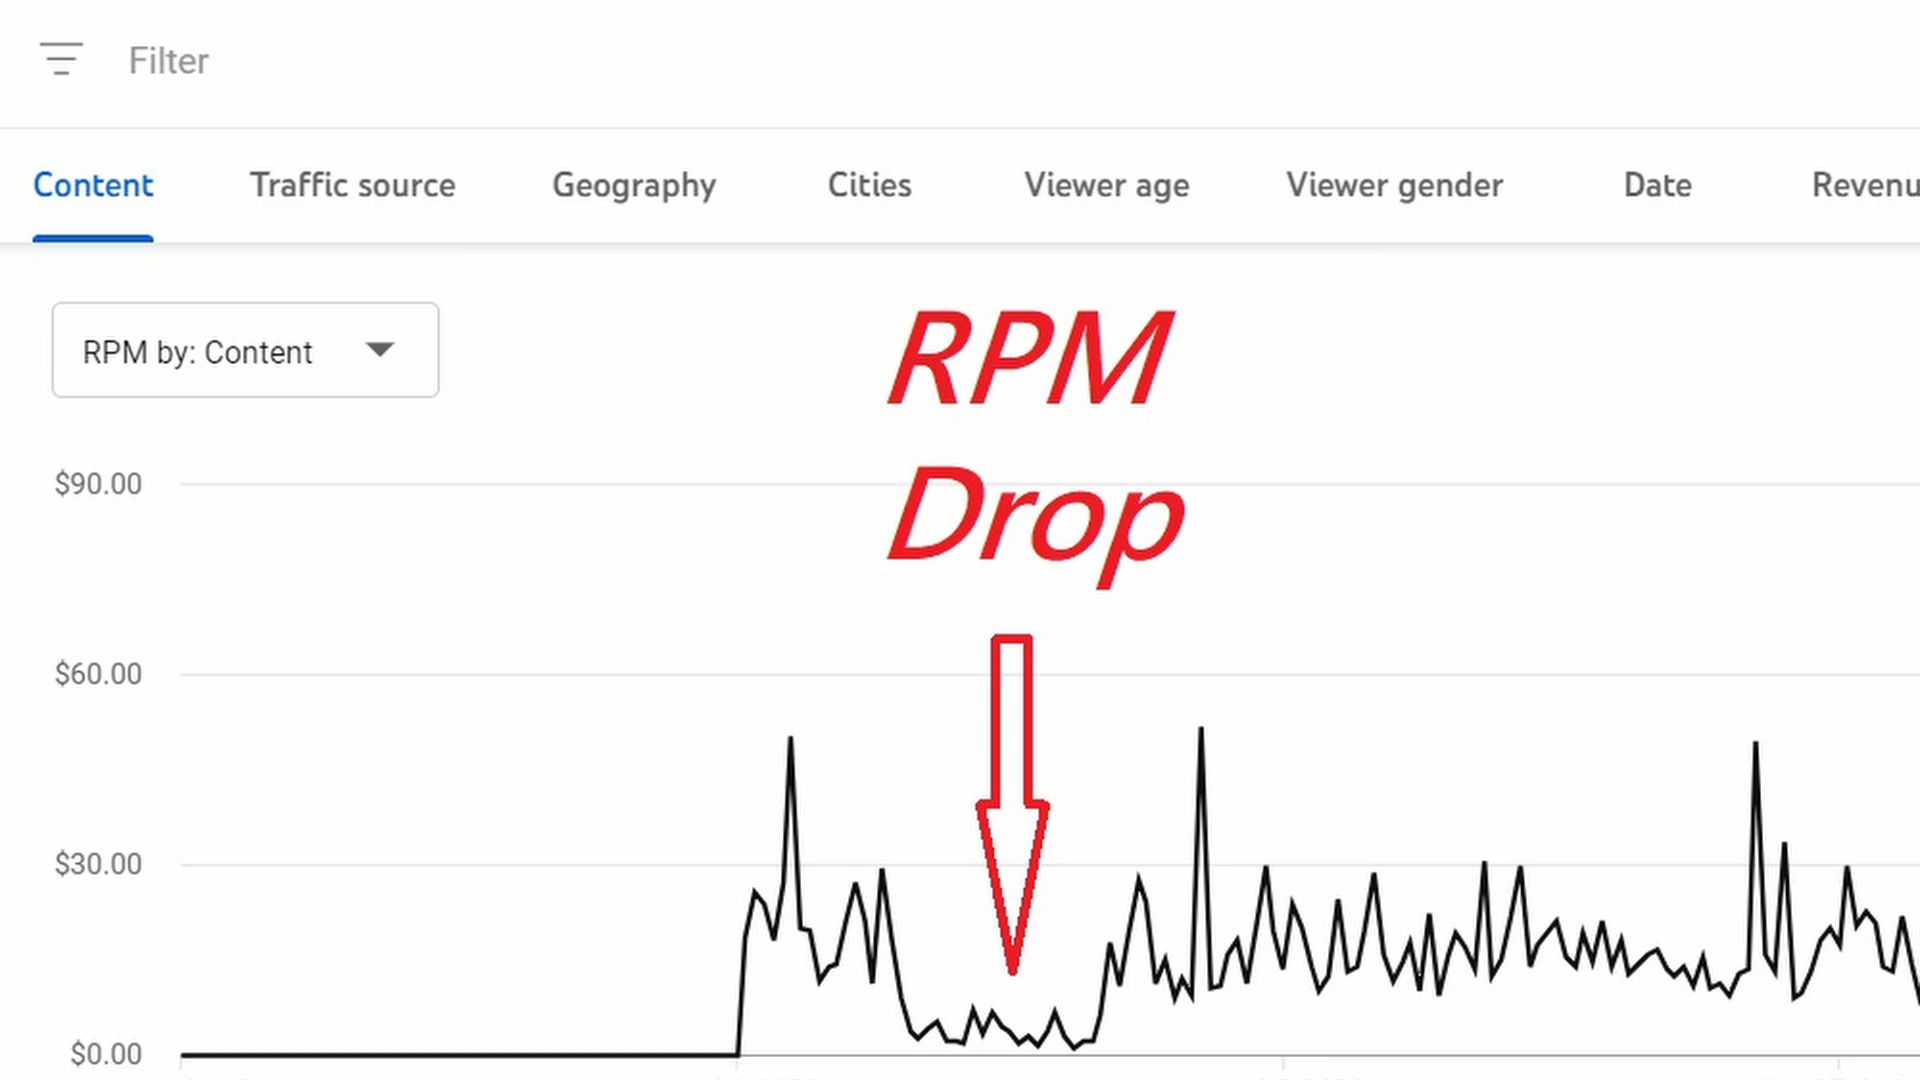 Filter
Content Traffic source Geography Cities Viewer age Viewer gender Date Revenu
RPM by: Content
RPM
Drop
$90.00
$60.00
$30.00
$0.00